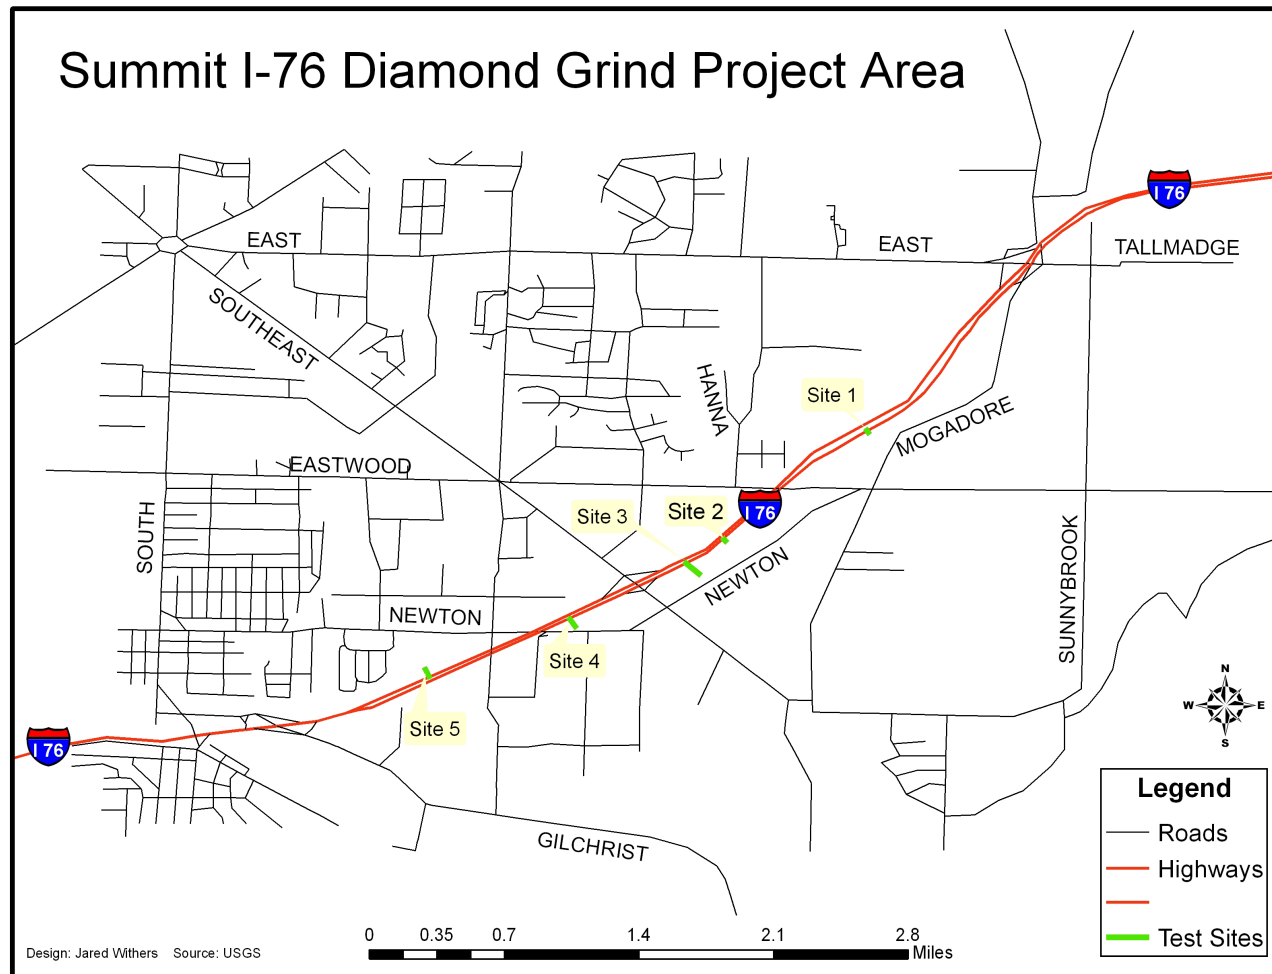 Summit I-76 Diamond Grind Project Area
I 76
EAST
EAST
TALLMADGE
SOUTHEAST
HANNA
Site 1
MOGADORE
EASTWOOD
I 76
Site 3
Site 2
SOUTH
NEWTON
SUNNYBROOK
NEWTON
Site 4
Site 5
I 76
GILCHRIST
N
W
E
S
Legend
Roads
Highways
Test Sites
0 0.35 0.7 1.4 2.1 2.8
Miles
Design: Jared Withers Source: USGS